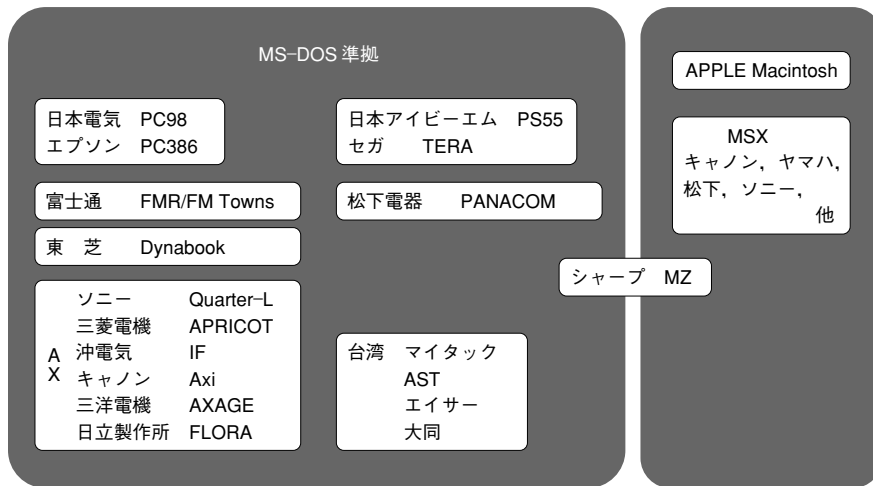 MS-DOS 準拠
日本電気 PC98
エプソン PC386
日本アイビーエム PS55
セガ TERA
富士通 FMR/FM Towns
松下電器 PANACOM
東 芝 Dynabook
AX
ソニー Quarter-L
三菱電機 APRICOT
沖電気 IF
キャノン Axi
三洋電機 AXAGE
日立製作所 FLORA
台湾 マイタック
AST
エイサー
大同
シャープ MZ
APPLE Macintosh
MSX
キャノン，ヤマハ，
松下，ソニー，
他